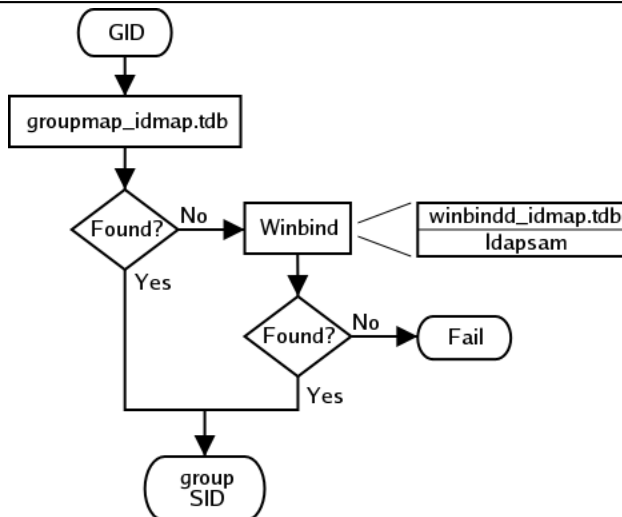 GID
groupmap_idmap.tdb
Found?
No
Winbind
winbindd_idmap.tdb
ldapsam
Yes
Found?
No
Fail
Yes
group
SID